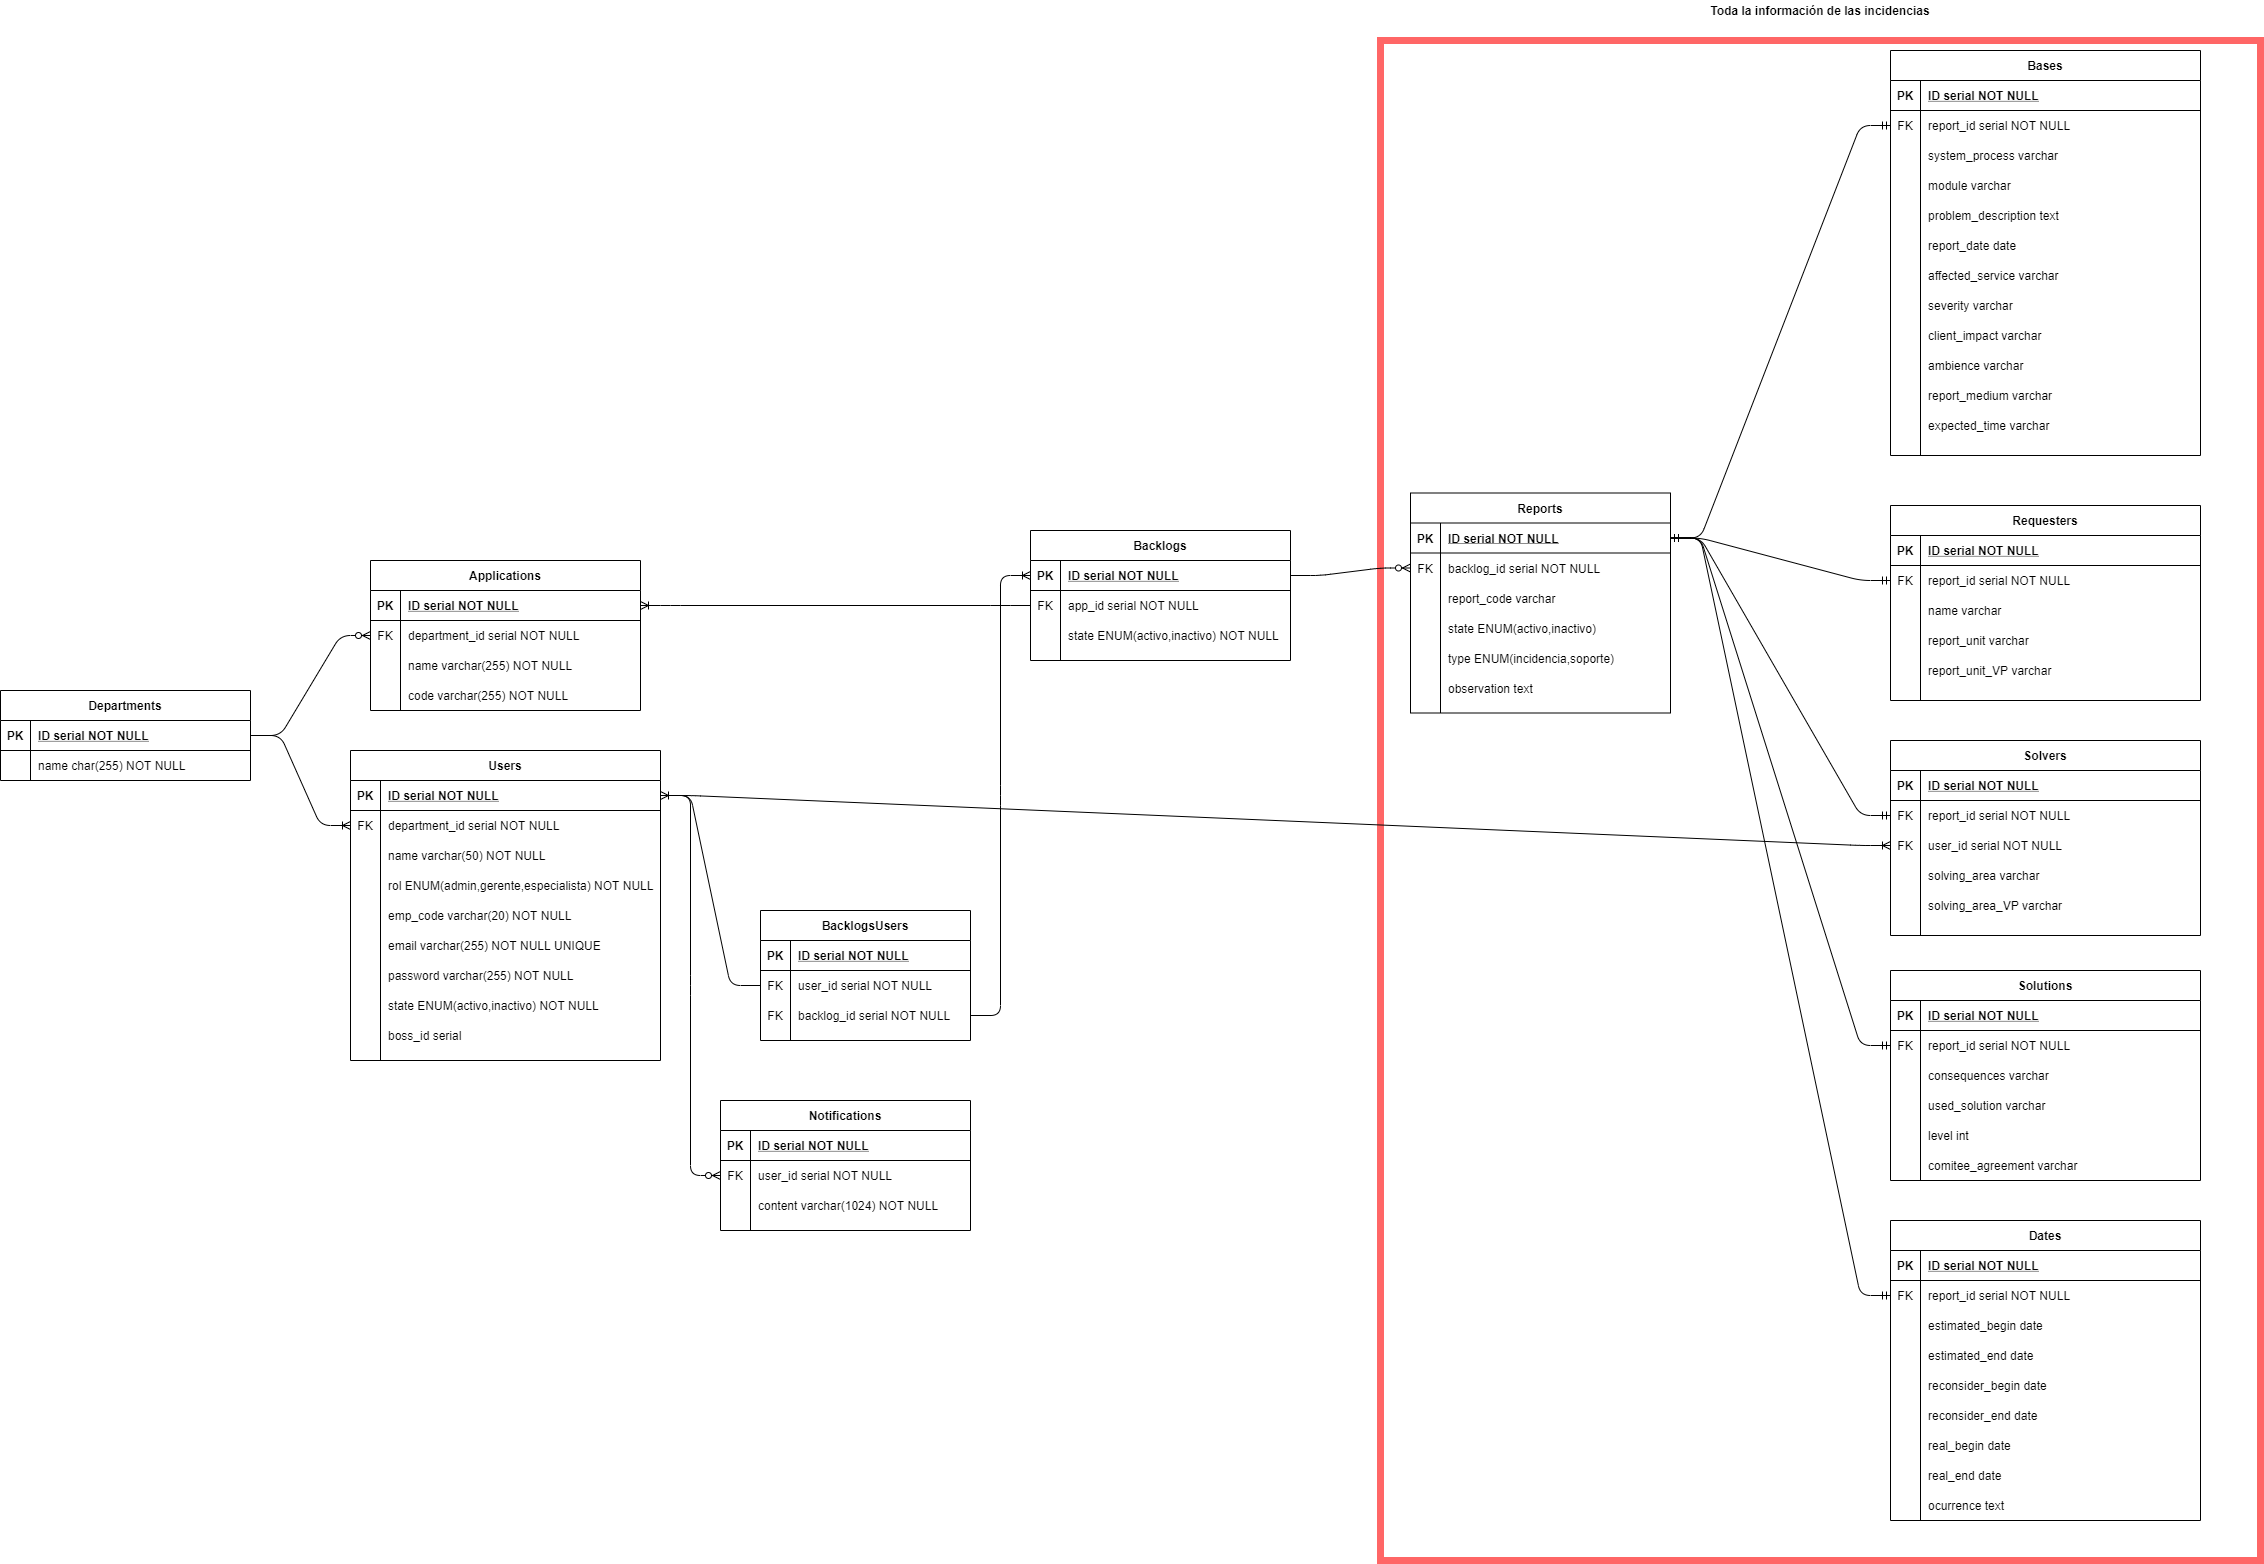 Toda la información de las incidencias
Departments
PK ID serial NOT NULL
name char(255) NOT NULL
Applications
PK ID serial NOT NULL
FK department_id serial NOT NULL
name varchar(255) NOT NULL
code varchar(255) NOT NULL
Users
PK ID serial NOT NULL
FK department_id serial NOT NULL
name varchar(50) NOT NULL
rol ENUM(admin,gerente,especialista) NOT NULL
emp_code varchar(20) NOT NULL
email varchar(255) NOT NULL UNIQUE
password varchar(255) NOT NULL
state ENUM(activo,inactivo) NOT NULL
boss_id serial
BacklogsUsers
PK ID serial NOT NULL
FK user_id serial NOT NULL
FK backlog_id serial NOT NULL
Notifications
PK ID serial NOT NULL
FK user_id serial NOT NULL
content varchar(1024) NOT NULL
Backlogs
PK ID serial NOT NULL
FK app_id serial NOT NULL
state ENUM(activo,inactivo) NOT NULL
Reports
PK ID serial NOT NULL
FK backlog_id serial NOT NULL
report_code varchar
state ENUM(activo,inactivo)
type ENUM(incidencia,soporte)
observation text
Bases
PK ID serial NOT NULL
FK report_id serial NOT NULL
system_process varchar
module varchar
problem_description text
report_date date
affected_service varchar
severity varchar
client_impact varchar
ambience varchar
report_medium varchar
expected_time varchar
Requesters
PK ID serial NOT NULL
FK report_id serial NOT NULL
name varchar
report_unit varchar
report_unit_VP varchar
Solvers
PK ID serial NOT NULL
FK report_id serial NOT NULL
FK user_id serial NOT NULL
solving_area varchar
solving_area_VP varchar
Solutions
PK ID serial NOT NULL
FK report_id serial NOT NULL
consequences varchar
used_solution varchar
level int
comitee_agreement varchar
Dates
PK ID serial NOT NULL
FK report_id serial NOT NULL
estimated_begin date
estimated_end date
reconsider_begin date
reconsider_end date
real_begin date
real_end date
ocurrence text